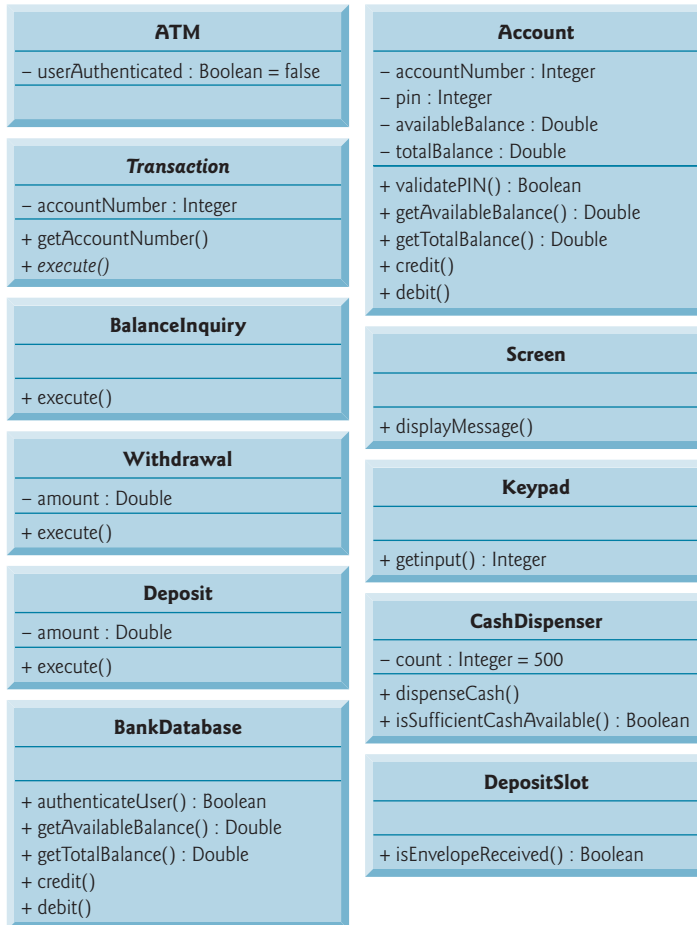 ATM
– userAuthenticated : Boolean = false
Transaction
– accountNumber : Integer
+ getAccountNumber()
+ execute()
BalanceInquiry
+ execute()
Withdrawal
– amount : Double
+ execute()
Deposit
– amount : Double
+ execute()
BankDatabase
+ authenticateUser() : Boolean
+ getAvailableBalance() : Double
+ getTotalBalance() : Double
+ credit()
+ debit()
Account
– accountNumber : Integer
– pin : Integer
– availableBalance : Double
– totalBalance : Double
+ validatePIN() : Boolean
+ getAvailableBalance() : Double
+ getTotalBalance() : Double
+ credit()
+ debit()
Screen
+ displayMessage()
Keypad
+ getinput() : Integer
CashDispenser
– count : Integer = 500
+ dispenseCash()
+ isSufficientCashAvailable() : Boolean
DepositSlot
+ isEnvelopeReceived() : Boolean